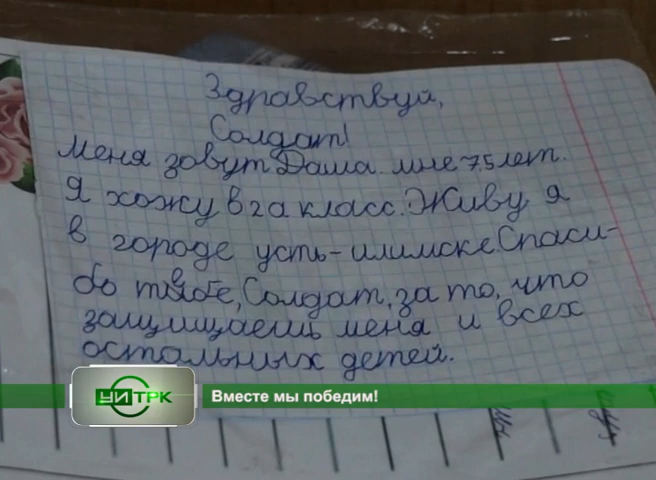 Здравствуй,
Солдат!
Меня зовут Даша. мне 7,5 лет.
Я хожу в 2 а класс. Живу я
в городе усть-илимске. Спаси-
бо тебе, Солдат, за то, что
защищаешь меня и всех
остальных детей.
УИТРК
Вместе мы победим!